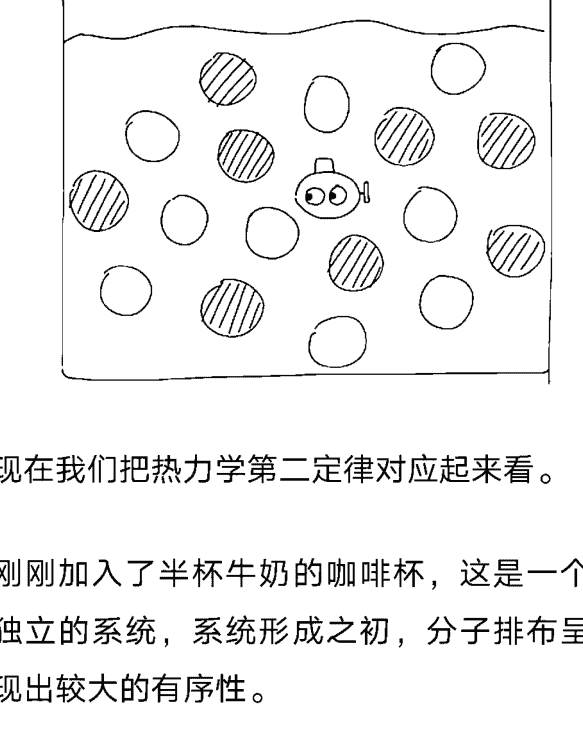 现在我们把热力学第二定律对应起来看。
刚刚加入了半杯牛奶的咖啡杯，这是一个
独立的系统，系统形成之初，分子排布呈
现出较大的有序性。